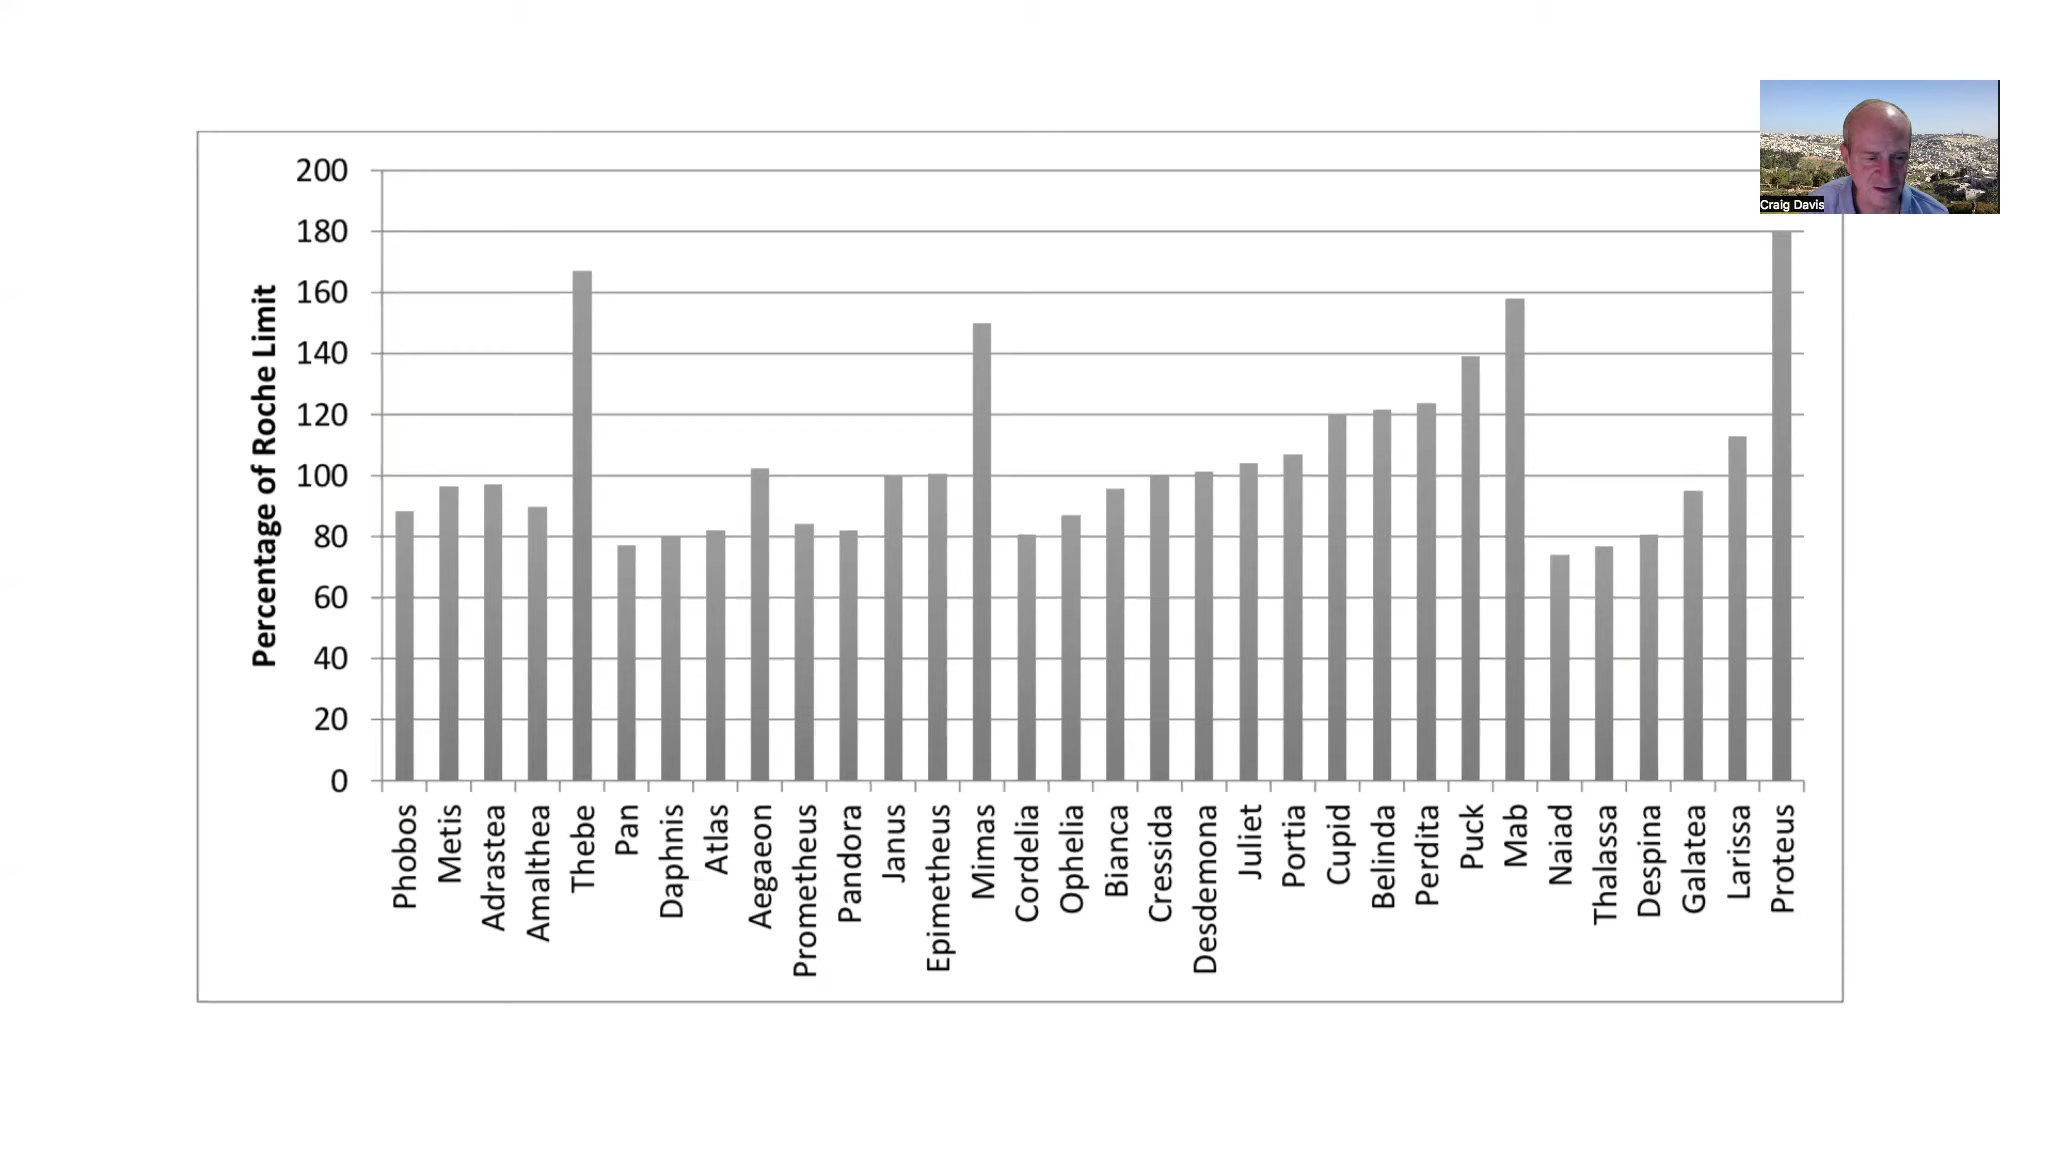 Craig Davis
Percentage of Roche Limit
200
180
160
140
120
100
80
60
40
20
0
Phobos
Metis
Adrastea
Amalthea
Thebe
Pan
Daphnis
Atlas
Aegaeon
Prometheus
Pandora
Janus
Epimetheus
Mimas
Cordelia
Ophelia
Bianca
Cressida
Desdemona
Juliet
Portia
Cupid
Belinda
Perdita
Puck
Mab
Naiad
Thalassa
Despina
Galatea
Larissa
Proteus